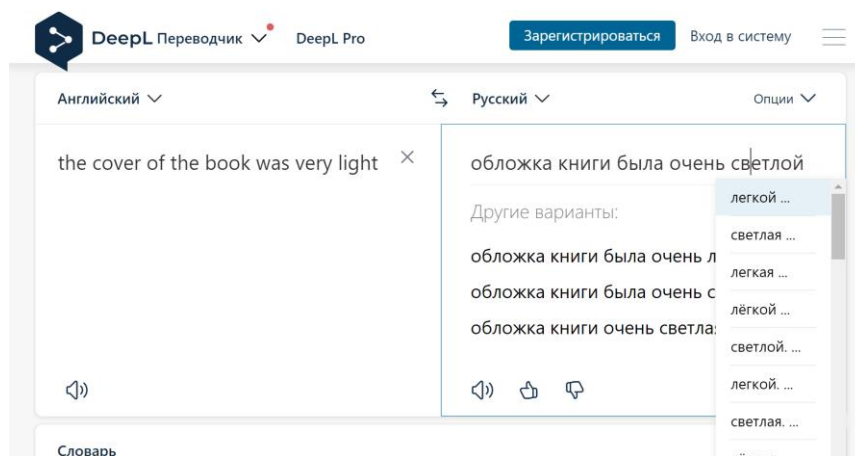 DeepL Переводчик DeepL Pro Зарегистрироваться Вход в систему
Английский Русский Опции
the cover of the book was very light
обложка книги была очень светлой
Другие варианты:
обложка книги была очень
обложка книги была очень
обложка книги очень
легкой ...
светлая ...
легкая ...
лёгкой ...
светлой. ...
легкой. ...
светлая. ...
Словарь